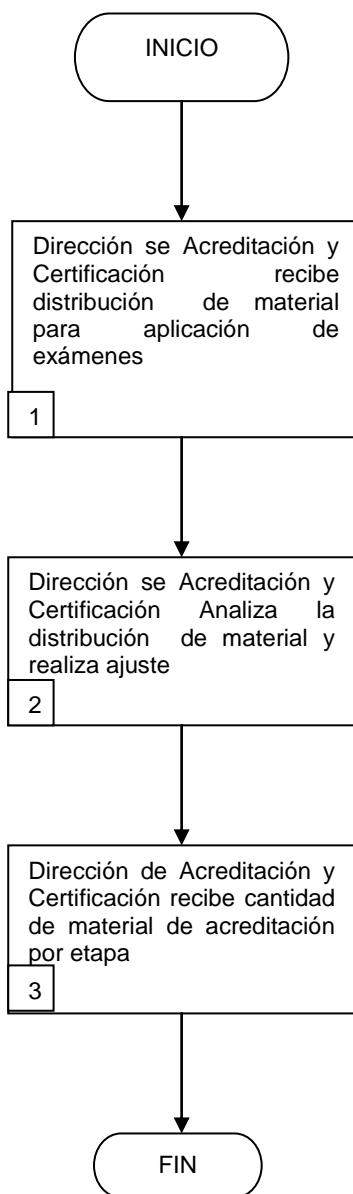 INICIO
Dirección se Acreditación y
Certificación recibe
distribución de material
para aplicación de
exámenes
1
Dirección se Acreditación y
Certificación Analiza la
distribución de material y
realiza ajuste
2
Dirección de Acreditación y
Certificación recibe cantidad
de material de acreditación
por etapa
3
FIN